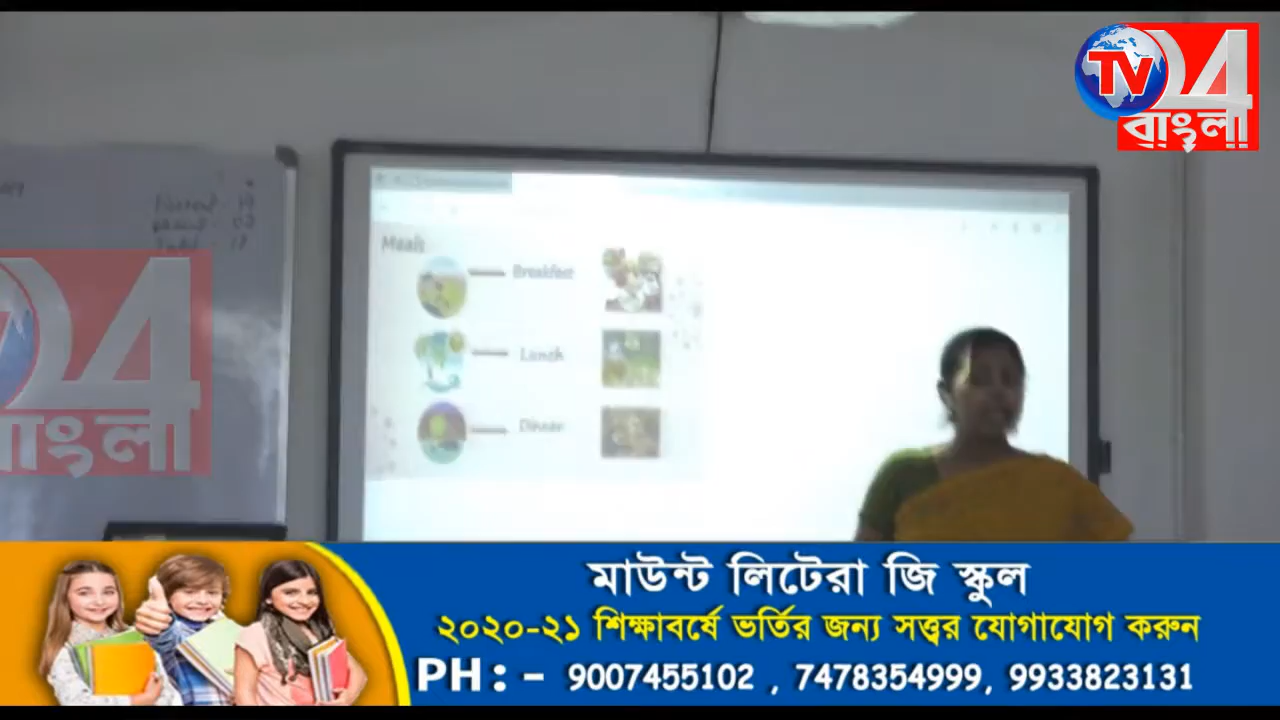 TV 24
বাংলা
Meals
Breakfast
Lunch
Dinner
24
বাংলা
মাউন্ট লিটেরা জি স্কুল
২০২০-২১ শিক্ষাবর্ষে ভর্তির জন্য সত্ত্বর যোগাযোগ করুন
PH : - 9007455102 , 7478354999, 9933823131